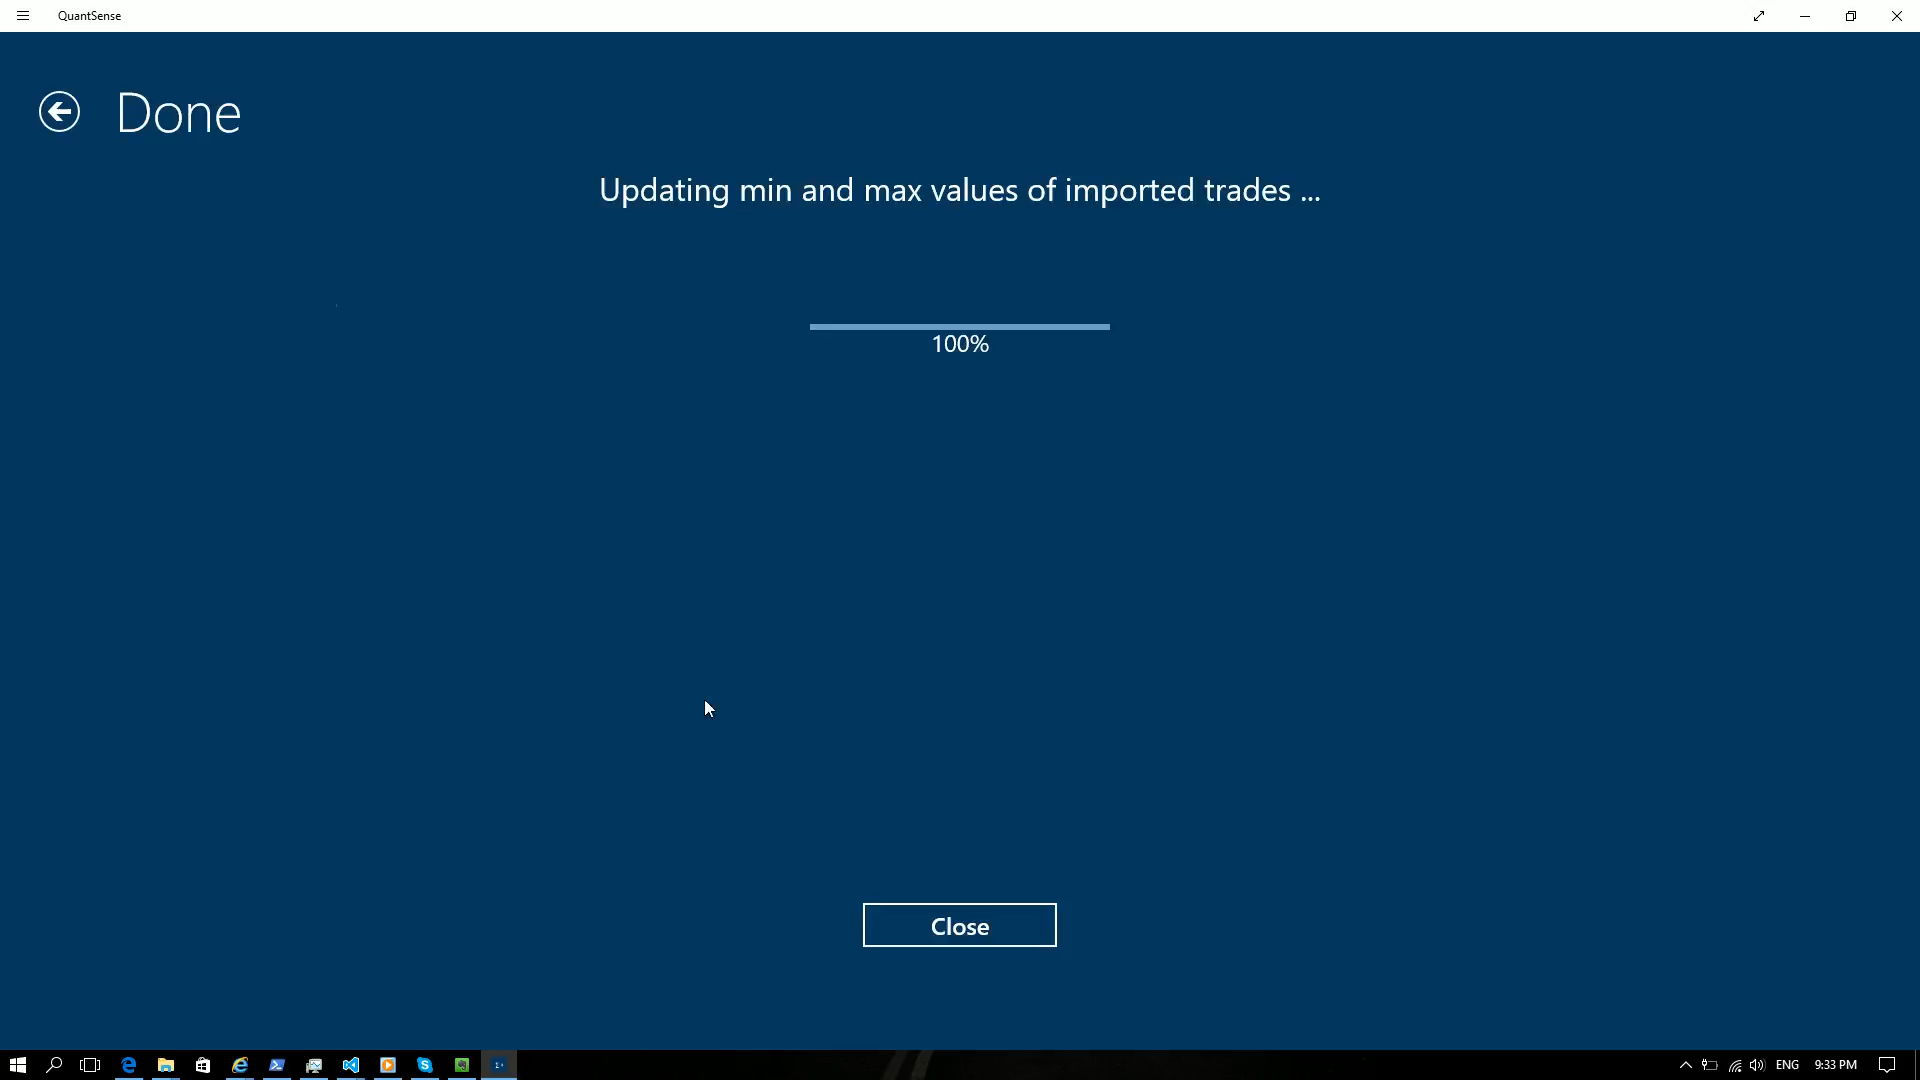 QuantSense
Done
Updating min and max values of imported trades ...
100%
Close
ENG
9:33 PM